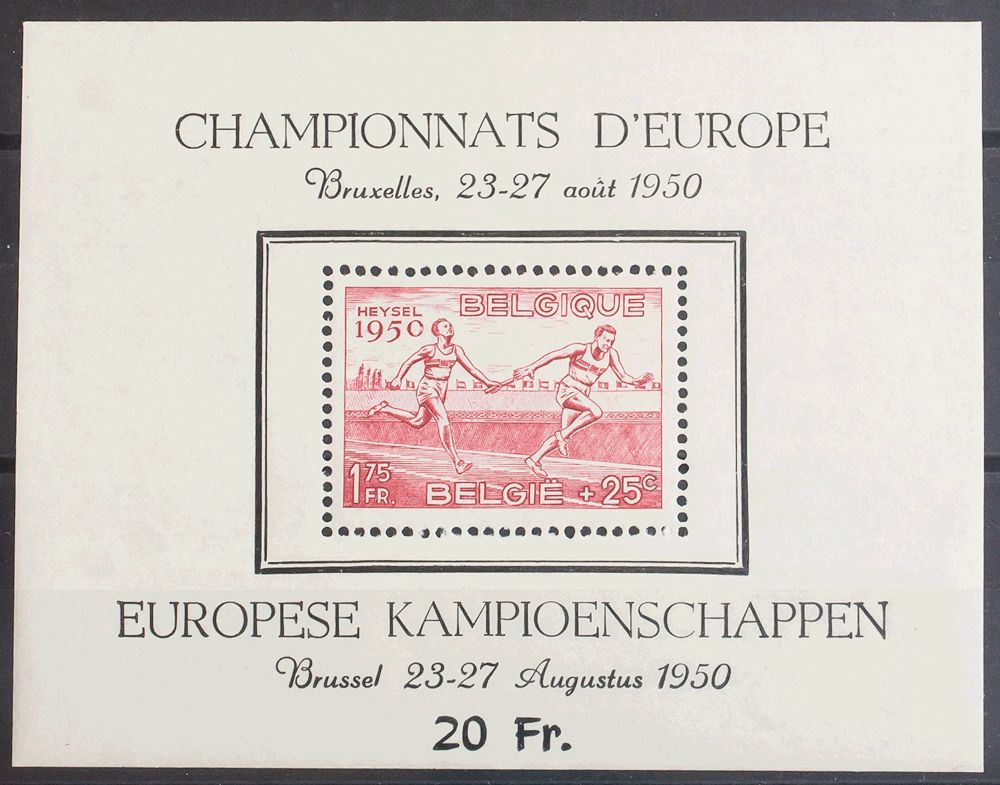 CHAMPIONNATS D'EUROPE
Bruxelles, 23-27 août 1950
HEYSEL BELGIQUE
1950
1 75 FR. BELGIË + 25 C
EUROPESE KAMPIOENSCHAPPEN
Brussel 23-27 Augustus 1950
20 Fr.